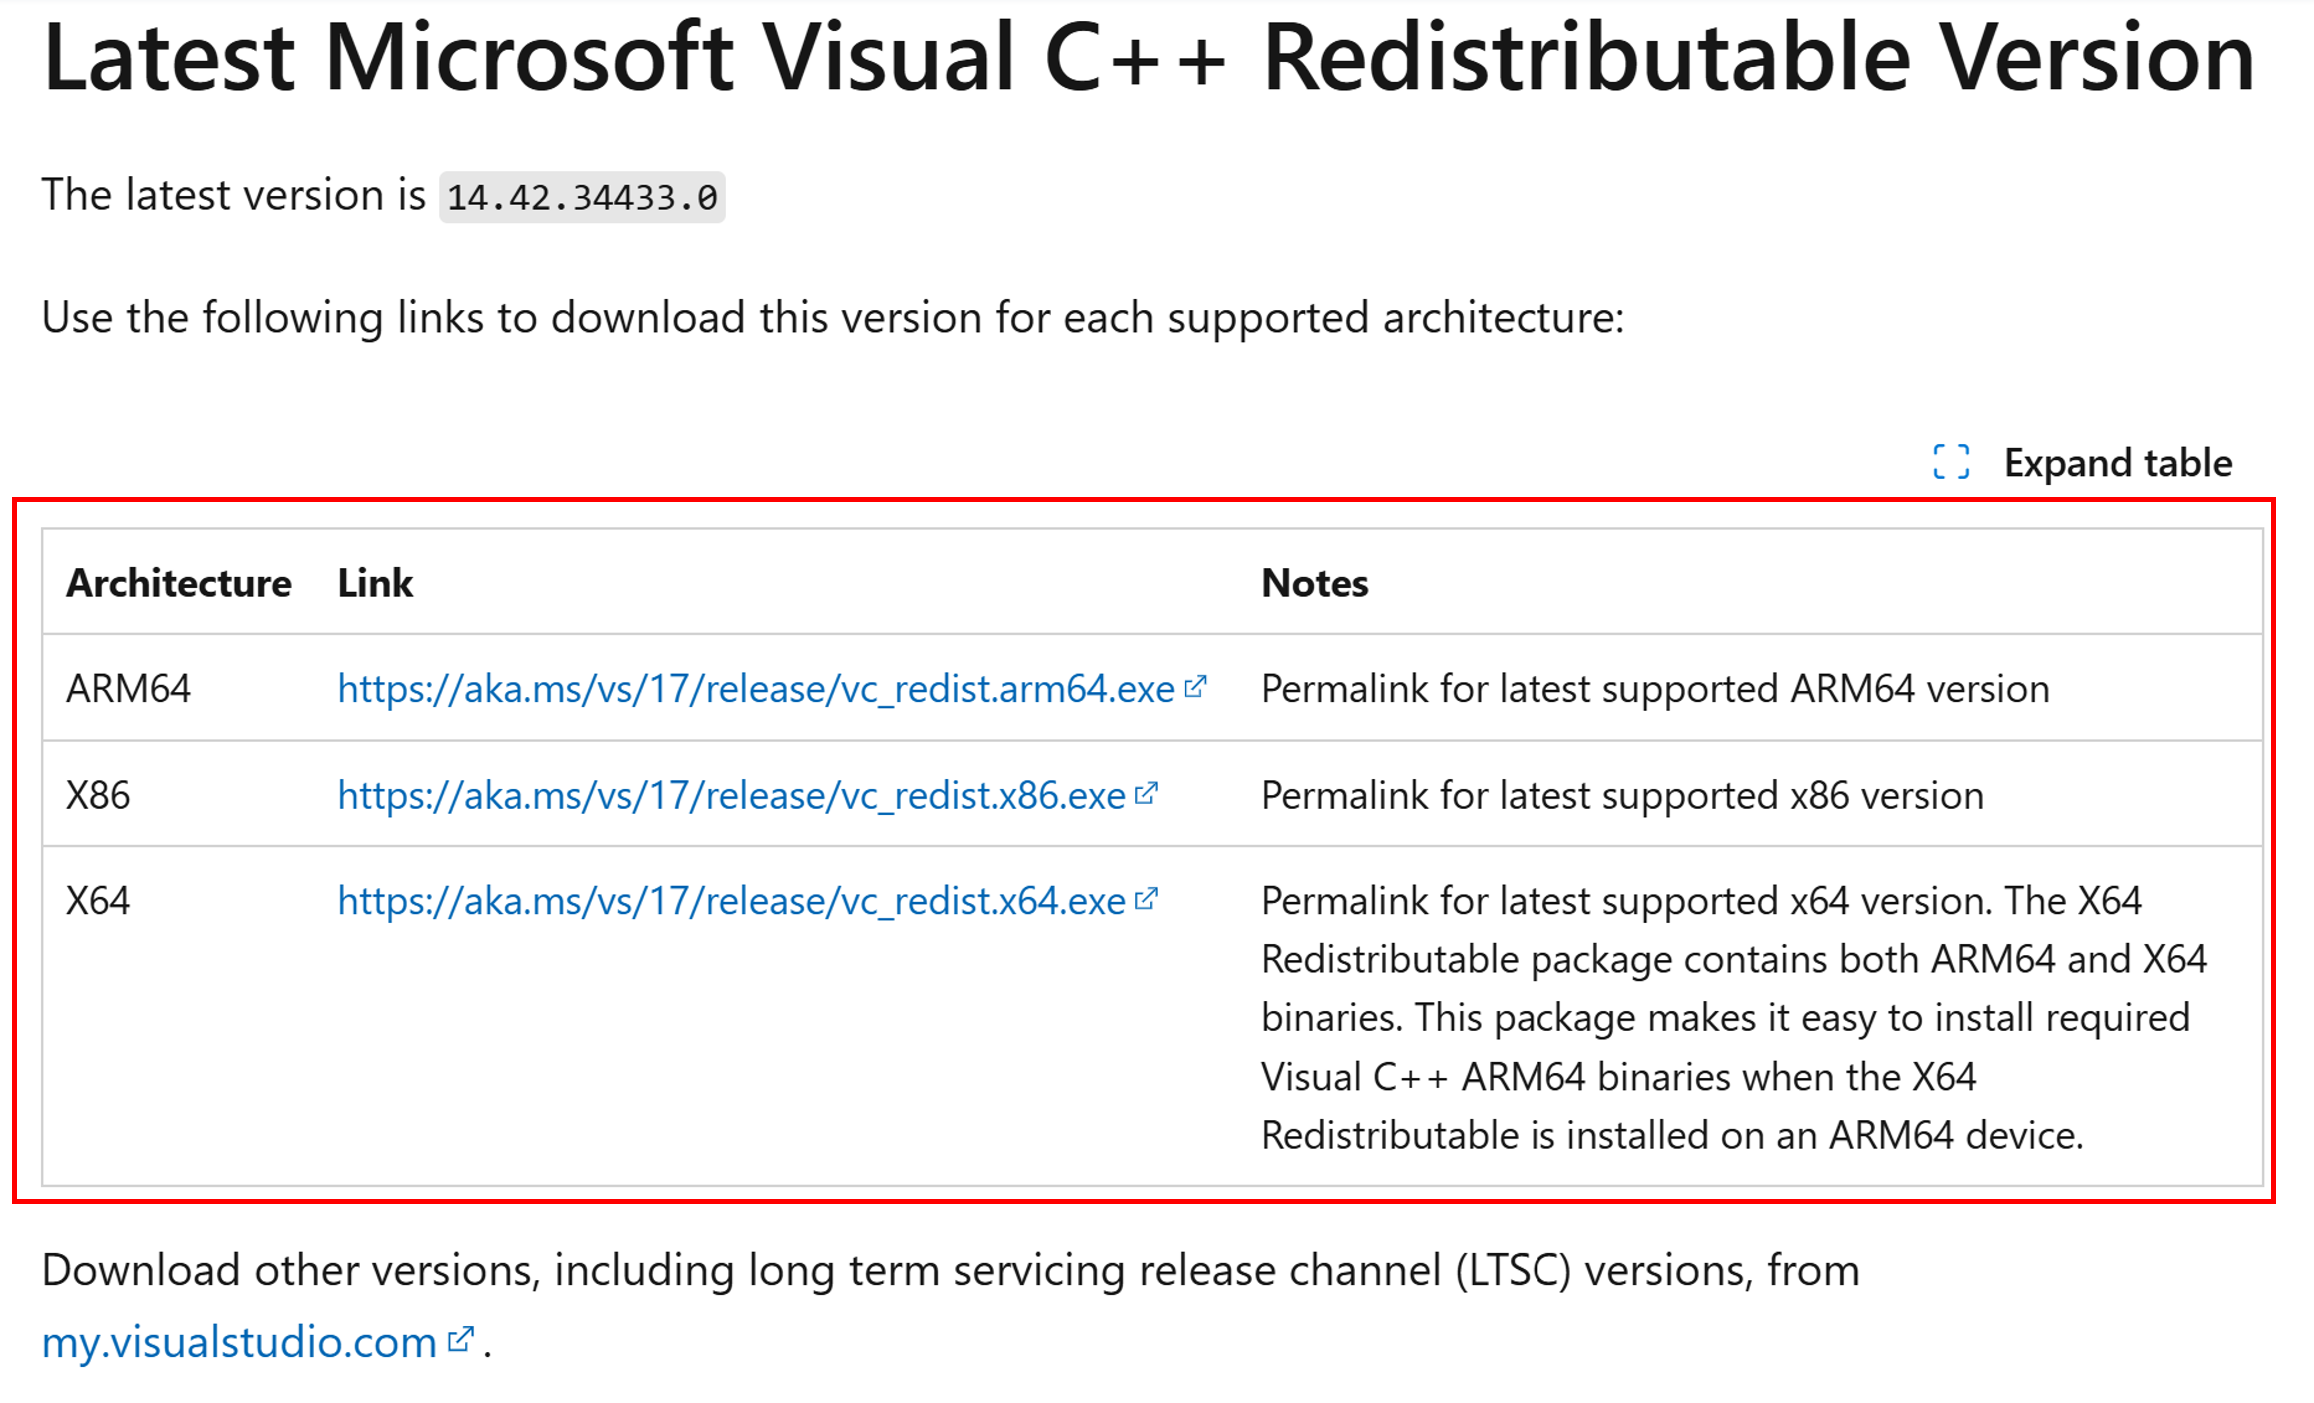 Latest Microsoft Visual C++ Redistributable Version
The latest version is 14.42.34433.0
Use the following links to download this version for each supported architecture:
Expand table
Architecture Link Notes
ARM64 https://aka.ms/vs/17/release/vc_redist.arm64.exe Permalink for latest supported ARM64 version
X86 https://aka.ms/vs/17/release/vc_redist.x86.exe Permalink for latest supported x86 version
X64 https://aka.ms/vs/17/release/vc_redist.x64.exe Permalink for latest supported x64 version. The X64
Redistributable package contains both ARM64 and X64
binaries. This package makes it easy to install required
Visual C++ ARM64 binaries when the X64
Redistributable is installed on an ARM64 device.
Download other versions, including long term servicing release channel (LTSC) versions, from
my.visualstudio.com.